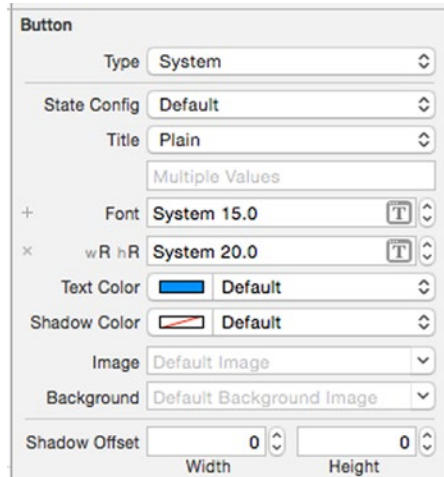 Button
Type System
State Config Default
Title Plain
Multiple Values
+ Font System 15.0 T
× wR hR System 20.0 T
Text Color Default
Shadow Color Default
Image Default Image
Background Default Background Image
Shadow Offset 0 0
Width Height